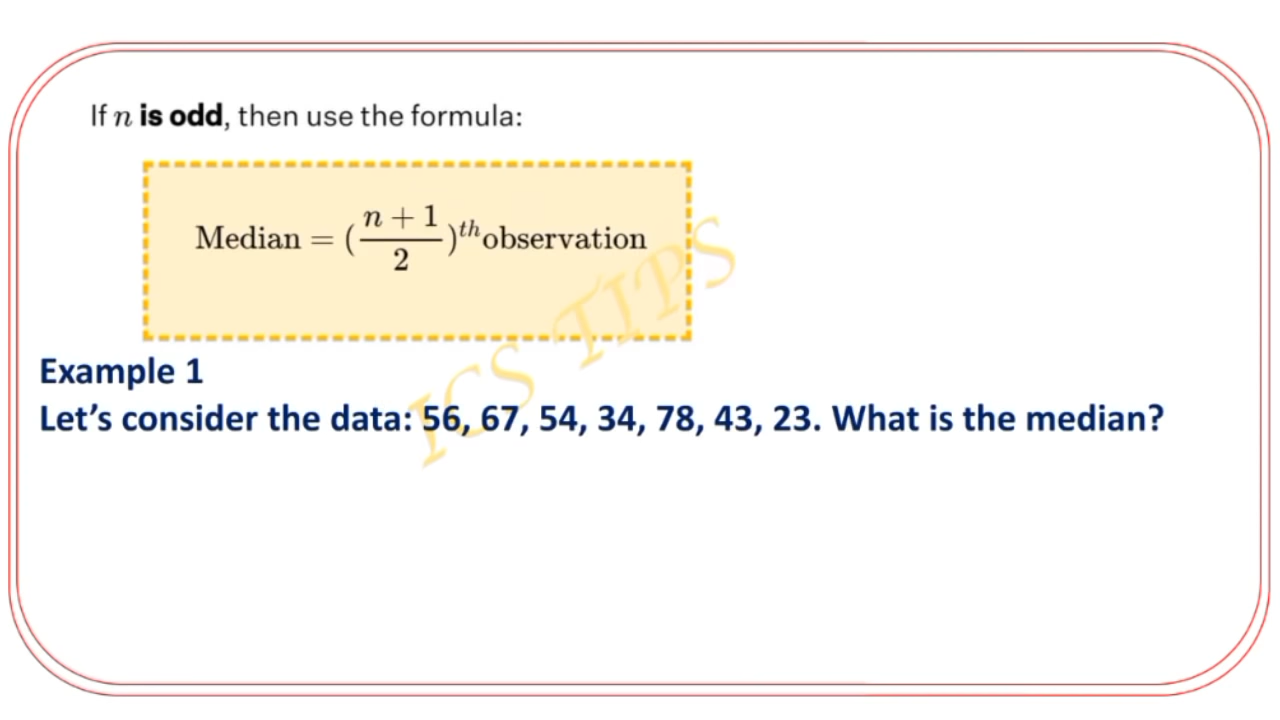 If n is odd, then use the formula:
Median = (n + 1 / 2)th observation
ICS TIPS
Example 1
Let’s consider the data: 56, 67, 54, 34, 78, 43, 23. What is the median?